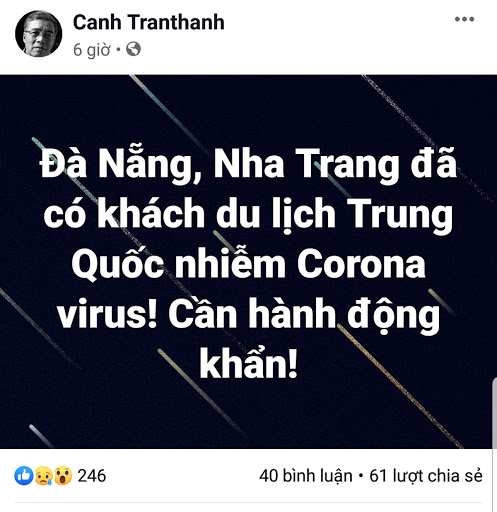 Canh Tranthanh
6 giờ
Đà Nẵng, Nha Trang đã
có khách du lịch Trung
Quốc nhiễm Corona
virus! Cần hành động
khẩn!
246
40 bình luận • 61 lượt chia sẻ